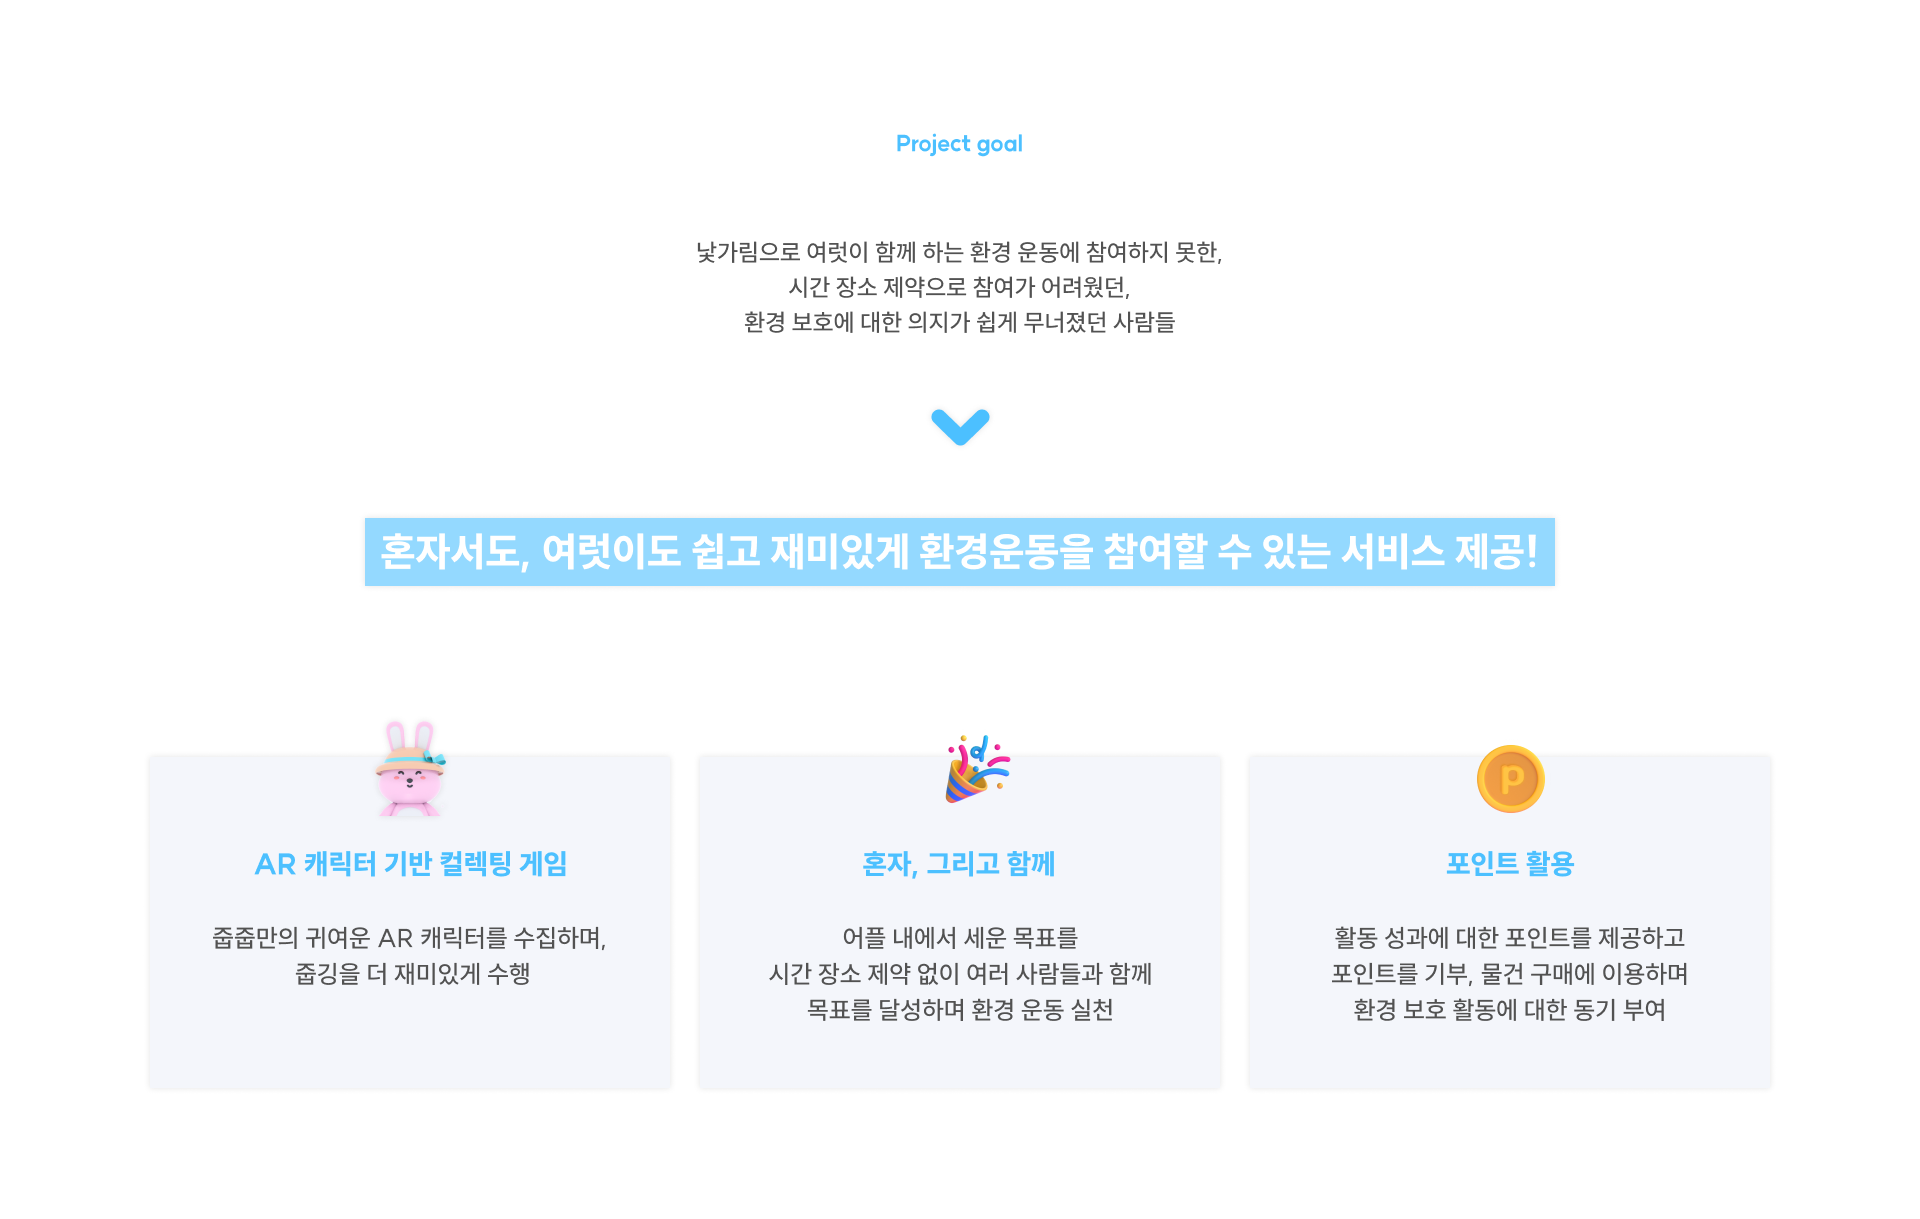 Project goal
낯가림으로 여럿이 함께 하는 환경 운동에 참여하지 못한,
시간 장소 제약으로 참여가 어려웠던,
환경 보호에 대한 의지가 쉽게 무너졌던 사람들
혼자서도, 여럿이도 쉽고 재미있게 환경운동을 참여할 수 있는 서비스 제공!
AR 캐릭터 기반 컬렉팅 게임
줍줍만의 귀여운 AR 캐릭터를 수집하며,
줍깅을 더 재미있게 수행
혼자, 그리고 함께
어플 내에서 세운 목표를
시간 장소 제약 없이 여러 사람들과 함께
목표를 달성하며 환경 운동 실천
P
포인트 활용
활동 성과에 대한 포인트를 제공하고
포인트를 기부, 물건 구매에 이용하며
환경 보호 활동에 대한 동기 부여